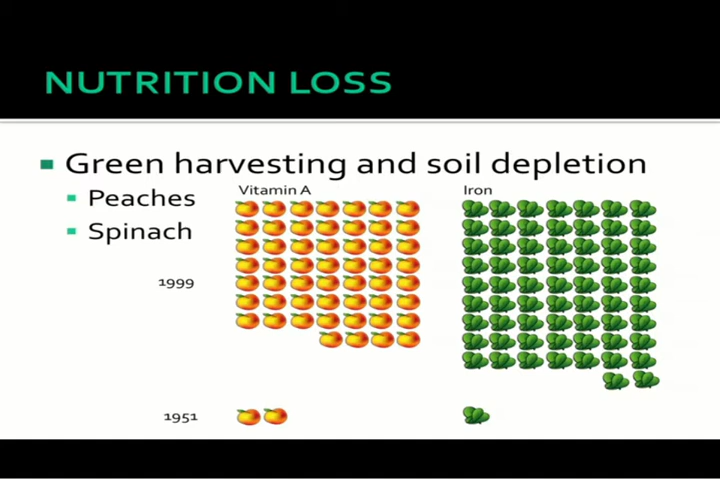 NUTRITION LOSS
Green harvesting and soil depletion
Peaches
Spinach
Vitamin A
Iron
1999
1951